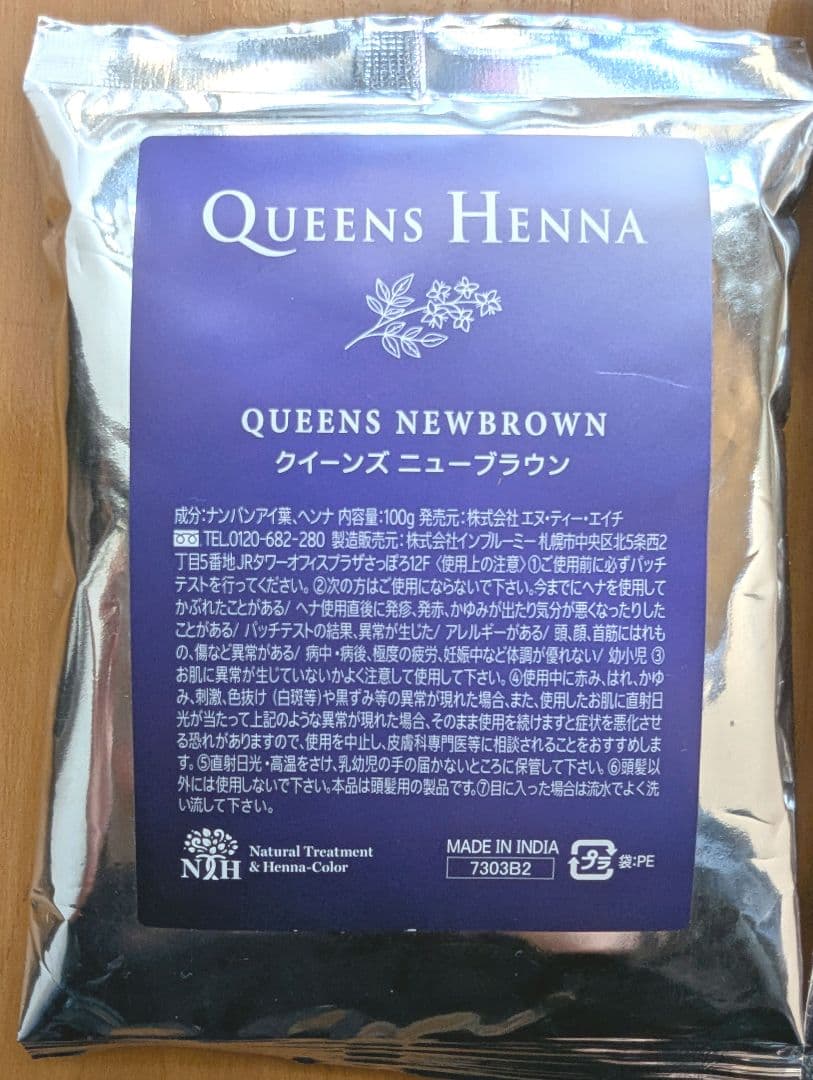 QUEENS HENNA
QUEENS NEWBROWN
クイーンズ ニューブラウン
成分:ナンバンアイ葉、ヘンナ 内容量:100g 発売元:株式会社 エヌ・ティー・エイチ
TEL.0120-682-280 製造販売元:株式会社インブルーミー 札幌市中央区北5条西2
丁目5番地JRタワーオフィスプラザさっぽろ12F〈使用上の注意〉①ご使用前に必ずパッチ
テストを行ってください。②次の方はご使用にならないで下さい。今までにヘナを使用して
かぶれたことがある/ ヘナ使用直後に発疹、発赤、かゆみが出たり気分が悪くなったりした
ことがある/ パッチテストの結果、異常が生じた/ アレルギーがある/ 頭、顔、首筋にはれも
の、傷など異常がある/ 病中・病後、極度の疲労、妊娠中など体調が優れない/ 幼小児 ③
お肌に異常が生じていないかよく注意して使用して下さい。④使用中に赤み、はれ、かゆ
み、刺激、色抜け (白斑等)や黒ずみ等の異常が現れた場合、また、使用したお肌に直射日
光が当たって上記のような異常が現れた場合、そのまま使用を続けますと症状を悪化させ
る恐れがありますので、使用を中止し、皮膚科専門医等に相談されることをおすすめしま
す。⑤直射日光・高温をさけ、乳幼児の手の届かないところに保管して下さい。⑥頭髪以
外には使用しないで下さい。本品は頭髪用の製品です。⑦目に入った場合は流水でよく洗
い流して下さい。
NTH Natural Treatment
& Henna-Color
MADE IN INDIA
7303B2
プラ 袋:PE